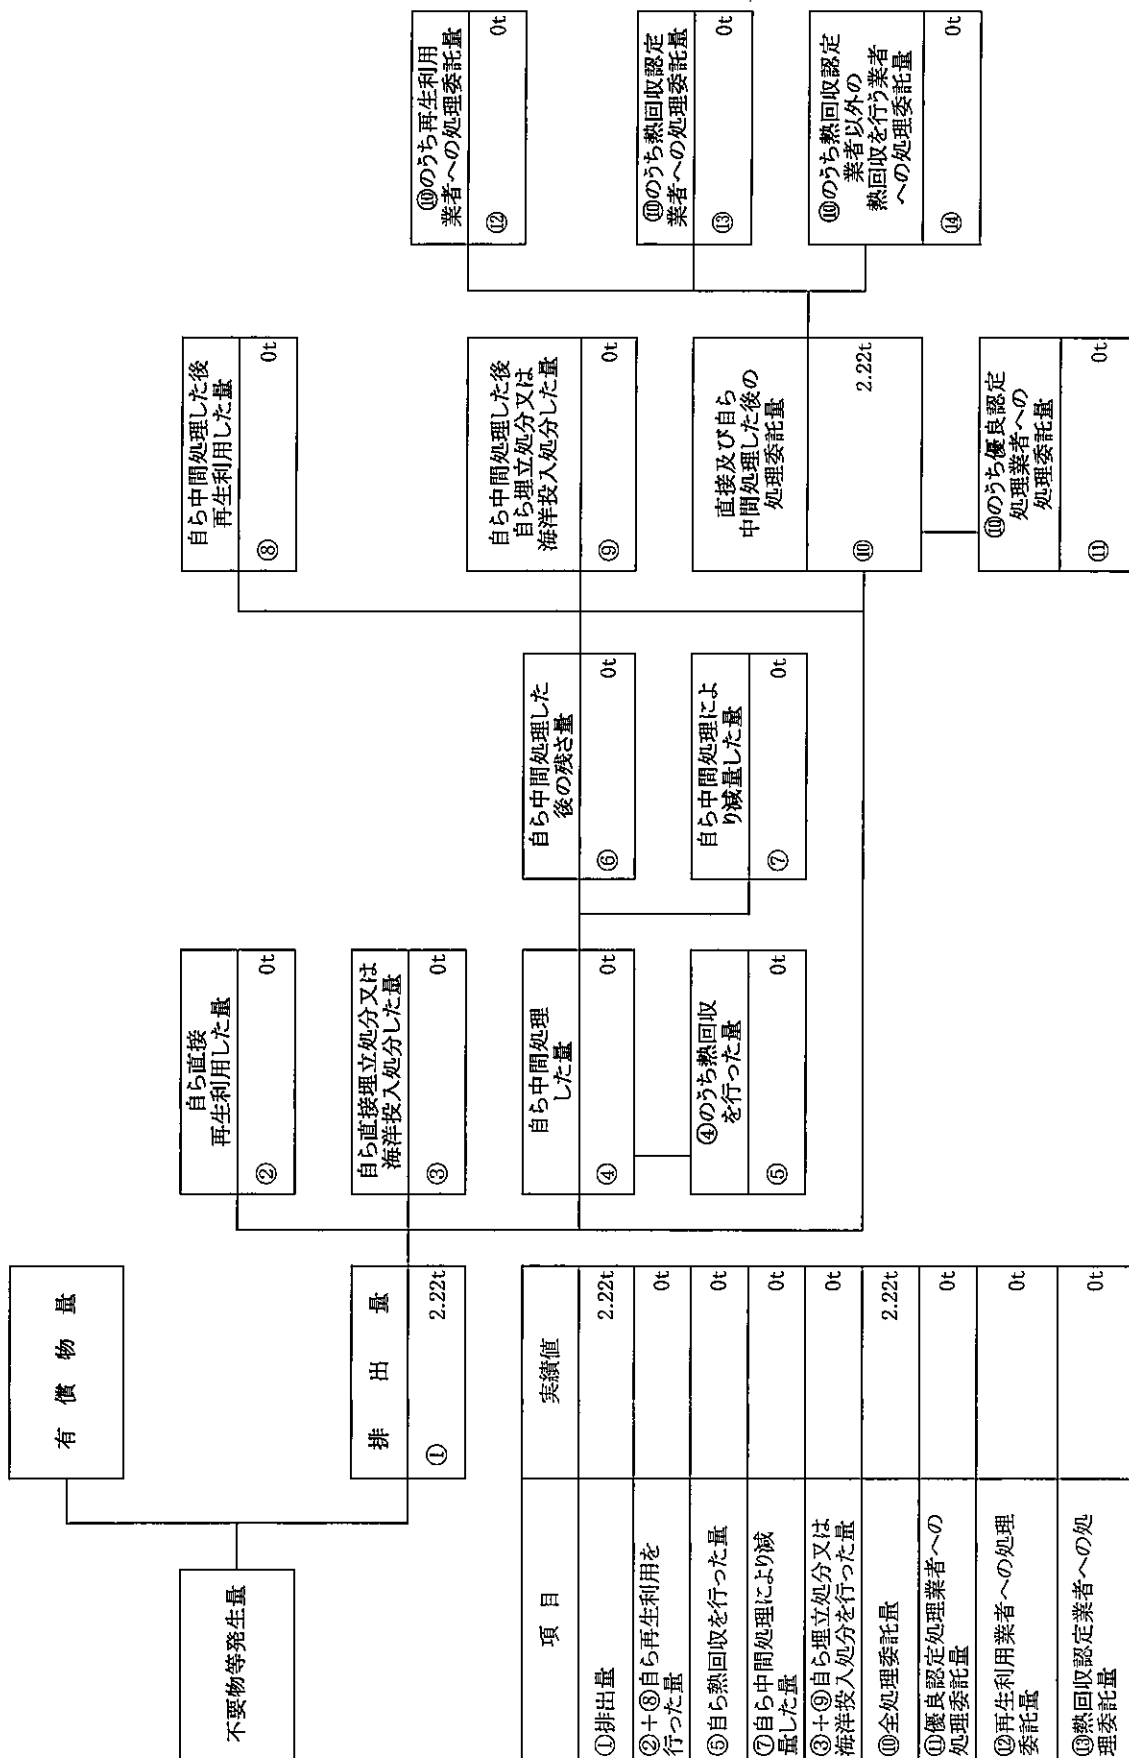 不要物等発生量
有 償 物 量
排 出 量
① 2.22t
自ら直接
再生利用した量
② 0t
自ら直接埋立処分又は
海洋投入処分した量
③ 0t
自ら中間処理
した量
④ 0t
④のうち熱回収
を行った量
⑤ 0t
自ら中間処理した
後の残さ量
⑥ 0t
自ら中間処理によ
り減量した量
⑦ 0t
自ら中間処理した後
再生利用した量
⑧ 0t
自ら中間処理した後
自ら埋立処分又は
海洋投入処分した量
⑨ 0t
直接及び自ら
中間処理した後の
処理委託量
⑩ 2.22t
⑩のうち優良認定
処理業者への
処理委託量
⑪ 0t
⑩のうち再生利用
業者への処理委託量
⑫ 0t
⑩のうち熱回収認定
業者への処理委託量
⑬ 0t
⑩のうち熱回収認定
業者以外の
熱回収を行う業者
への処理委託量
⑭ 0t
項 目 実績値
①排出量 2.22t
②+⑧自ら再生利用を
行った量 0t
⑤自ら熱回収を行った量 0t
⑦自ら中間処理により減
量した量 0t
③+⑨自ら埋立処分又は
海洋投入処分を行った量 0t
⑩全処理委託量 2.22t
⑪優良認定処理業者への
処理委託量 0t
⑫再生利用業者への処理
委託量 0t
⑬熱回収認定業者への処
理委託量 0t